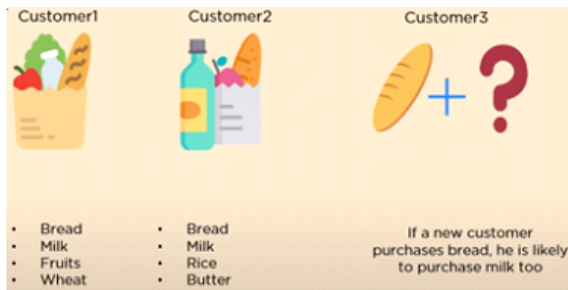 Customer1
Customer2
Customer3
• Bread
• Milk
• Fruits
• Wheat
• Bread
• Milk
• Rice
• Butter
If a new customer
purchases bread, he is likely
to purchase milk too